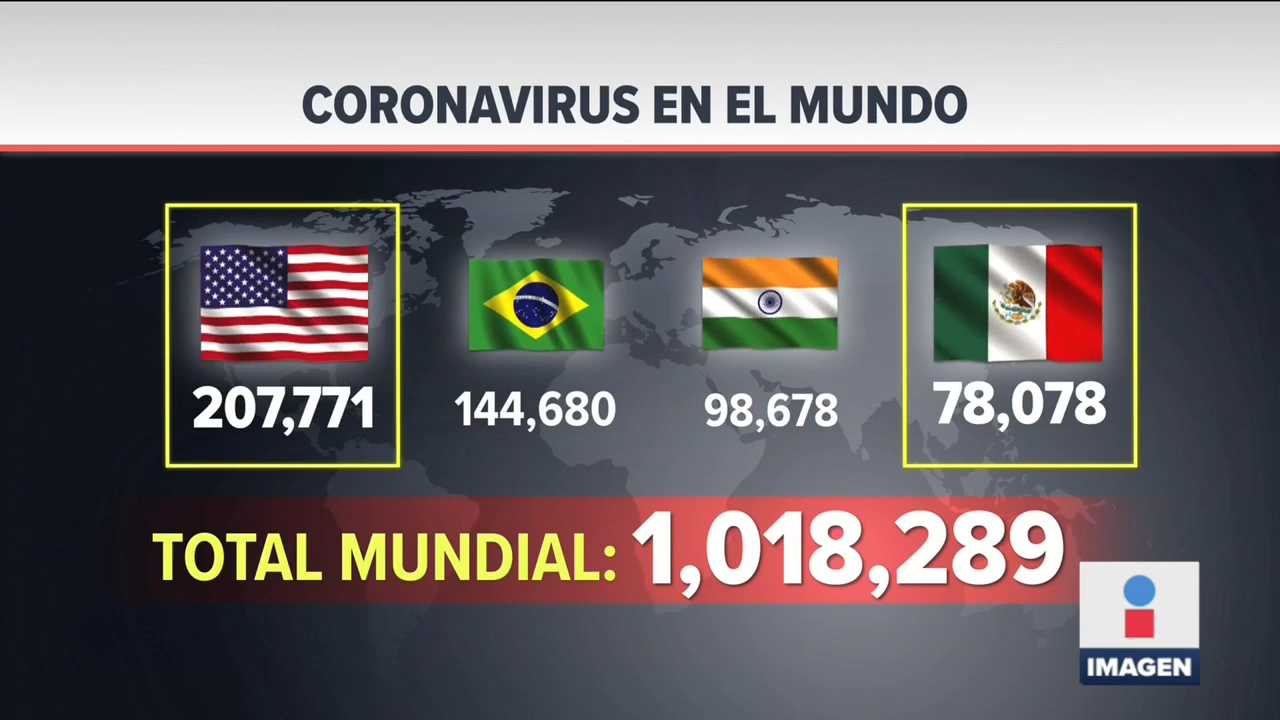 CORONAVIRUS EN EL MUNDO
207,771
144,680
98,678
78,078
TOTAL MUNDIAL: 1,018,289
IMAGEN